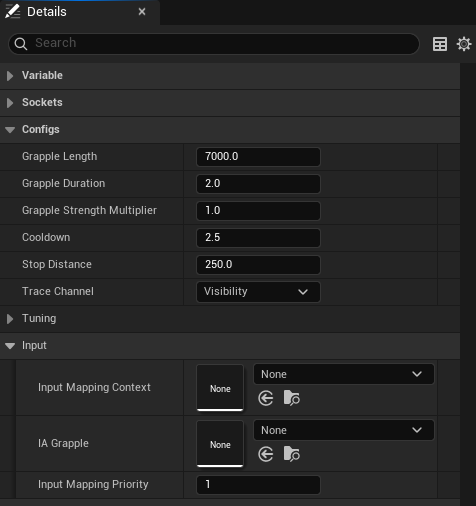 Details
Search
Variable
Sockets
Configs
Grapple Length 7000.0
Grapple Duration 2.0
Grapple Strength Multiplier 1.0
Cooldown 2.5
Stop Distance 250.0
Trace Channel Visibility
Tuning
Input
Input Mapping Context None None
IA Grapple None None
Input Mapping Priority 1